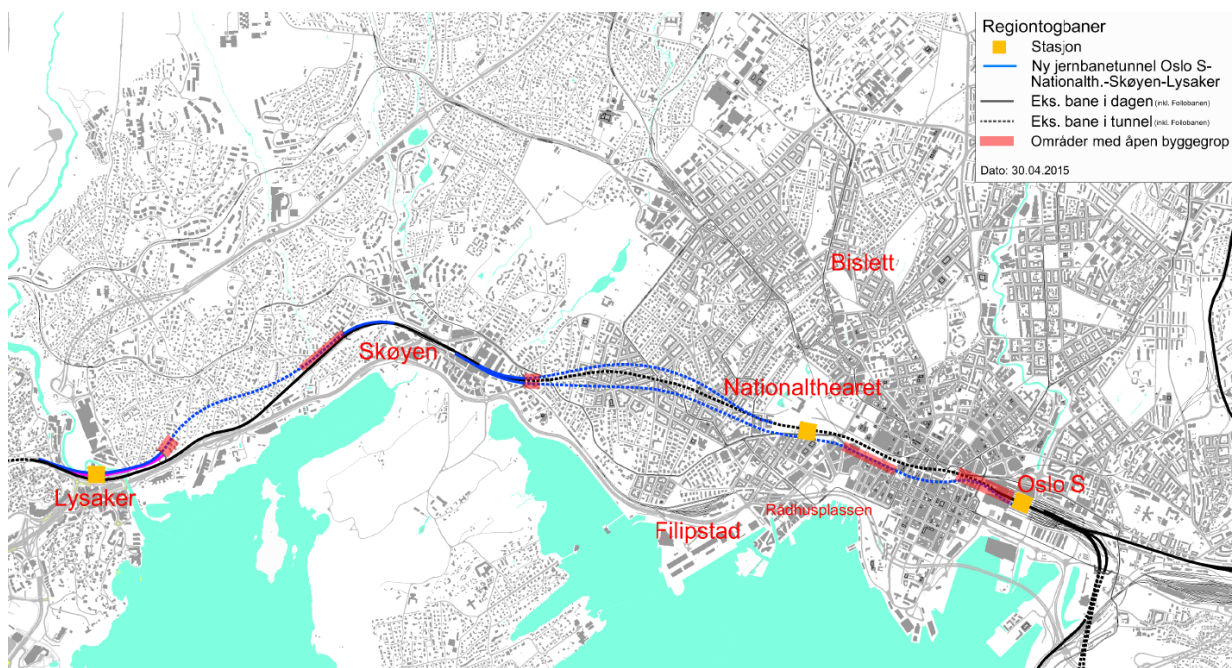 Regiontogbaner
Stasjon
Ny jernbanetunnel Oslo S-
Nationalth.-Skøyen-Lysaker
Eks. bane i dagen (inkl. Follobanen)
Eks. bane i tunnel (inkl. Follobanen)
Områder med åpen byggegrop
Dato: 30.04.2015
Bislett
Skøyen
Nationalthearet
Lysaker
Oslo S
Rådhusplassen
Filipstad